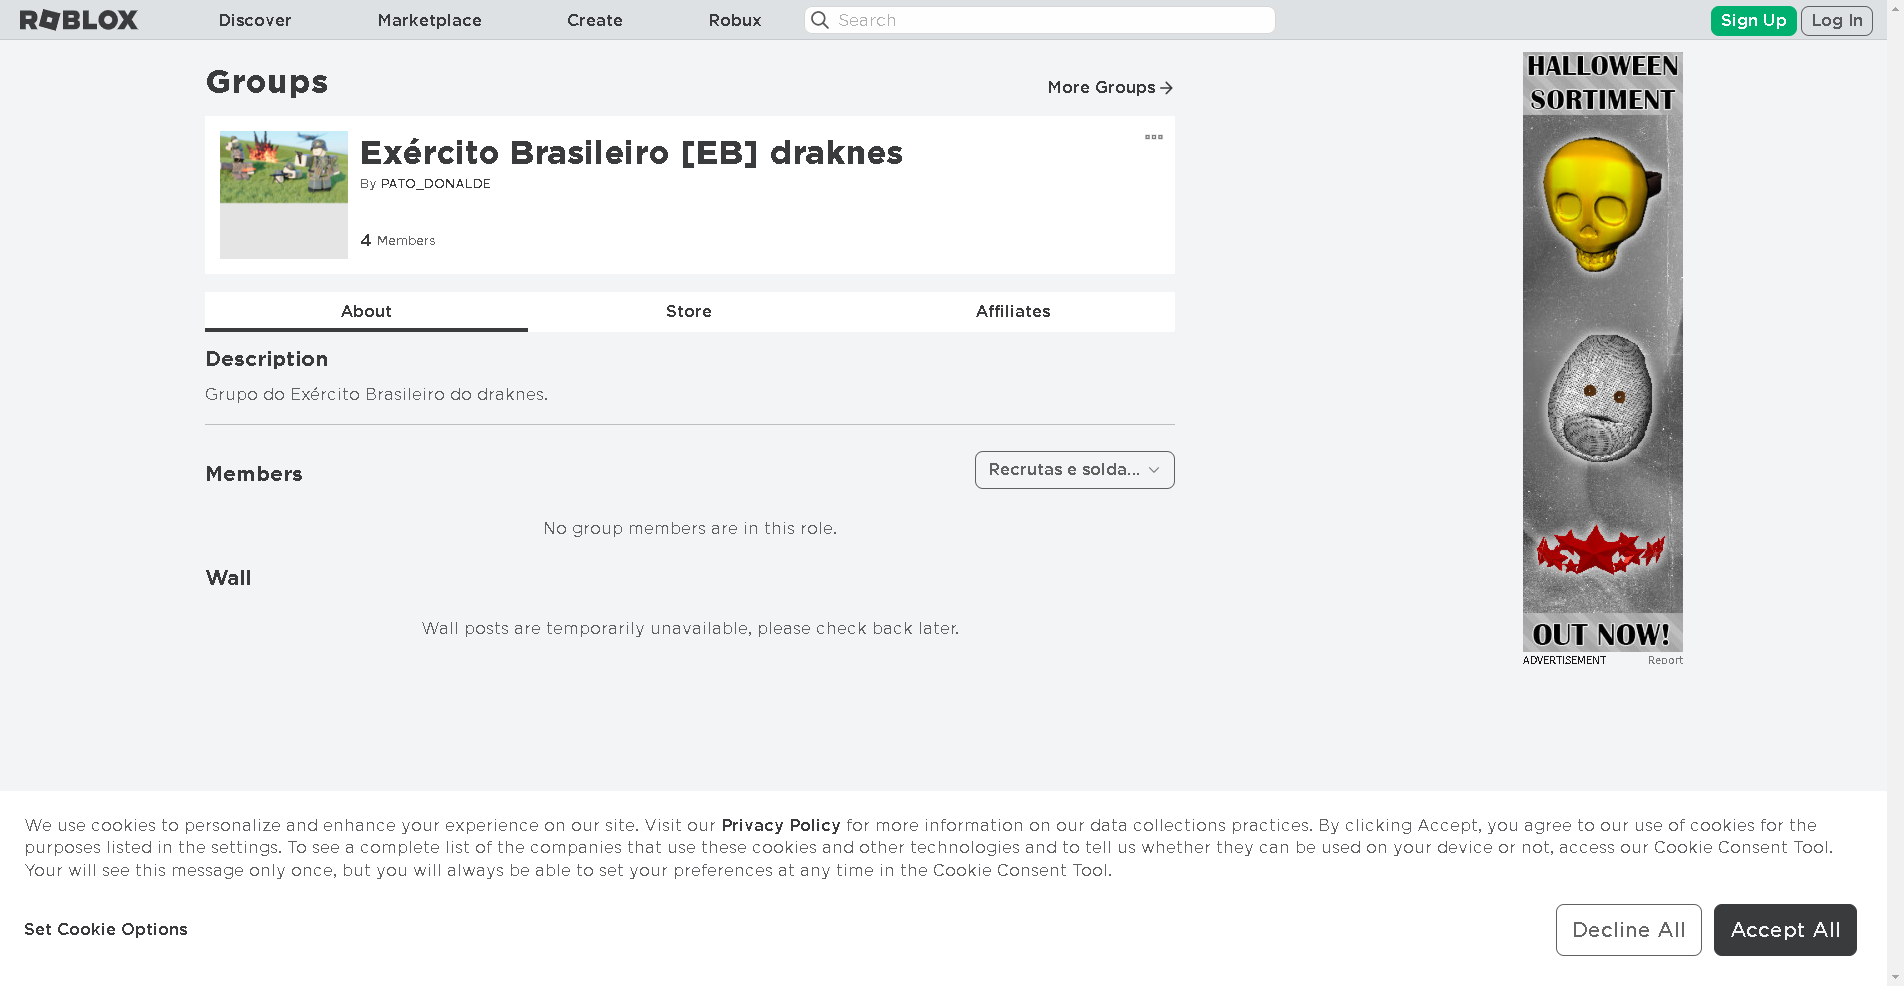 ROBLOX
Discover
Marketplace
Create
Robux
Search
Sign Up
Log In
Groups
More Groups
Exército Brasileiro [EB] draknes
By PATO_DONALDE
4 Members
About
Store
Affiliates
Description
Grupo do Exército Brasileiro do draknes.
Members
Recrutas e solda...
No group members are in this role.
Wall
Wall posts are temporarily unavailable, please check back later.
HALLOWEEN
SORTIMENT
OUT NOW!
ADVERTISEMENT
Report
We use cookies to personalize and enhance your experience on our site. Visit our Privacy Policy for more information on our data collections practices. By clicking Accept, you agree to our use of cookies for the
purposes listed in the settings. To see a complete list of the companies that use these cookies and other technologies and to tell us whether they can be used on your device or not, access our Cookie Consent Tool.
Your will see this message only once, but you will always be able to set your preferences at any time in the Cookie Consent Tool.
Set Cookie Options
Decline All
Accept All